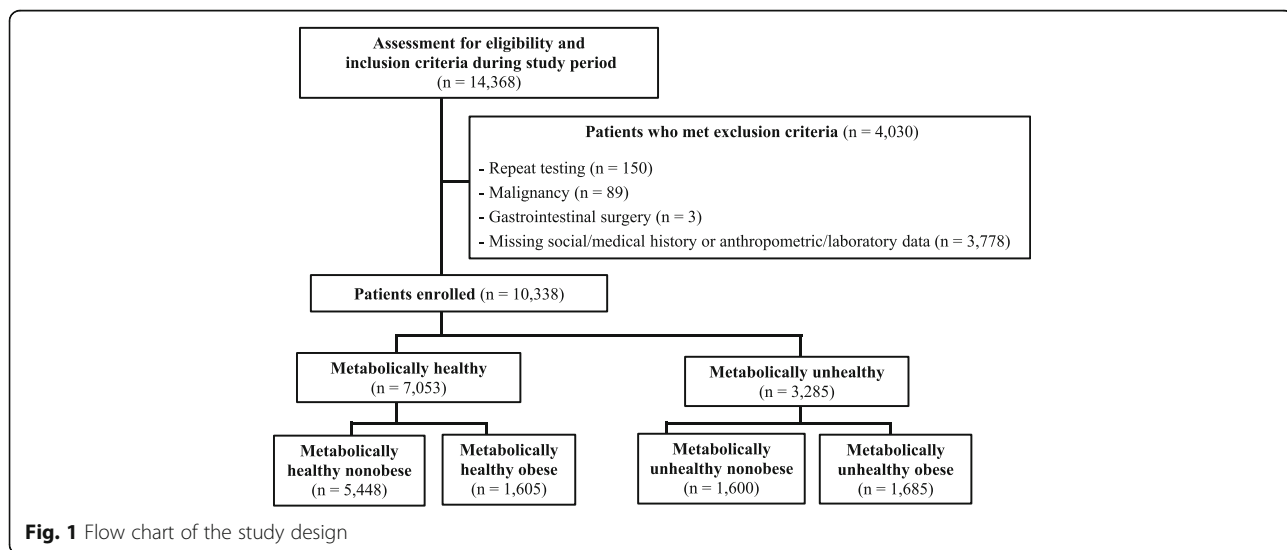 Assessment for eligibility and
inclusion criteria during study period
(n = 14,368)
Patients who met exclusion criteria (n = 4,030)
- Repeat testing (n = 150)
- Malignancy (n = 89)
- Gastrointestinal surgery (n = 3)
- Missing social/medical history or anthropometric/laboratory data (n = 3,778)
Patients enrolled (n = 10,338)
Metabolically healthy
(n = 7,053)
Metabolically unhealthy
(n = 3,285)
Metabolically
healthy nonobese
(n = 5,448)
Metabolically
healthy obese
(n = 1,605)
Metabolically
unhealthy nonobese
(n = 1,600)
Metabolically
unhealthy obese
(n = 1,685)
Fig. 1 Flow chart of the study design